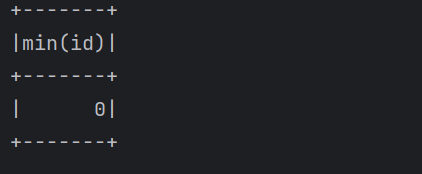 +-------+
|min(id)|
+-------+
|      0|
+-------+